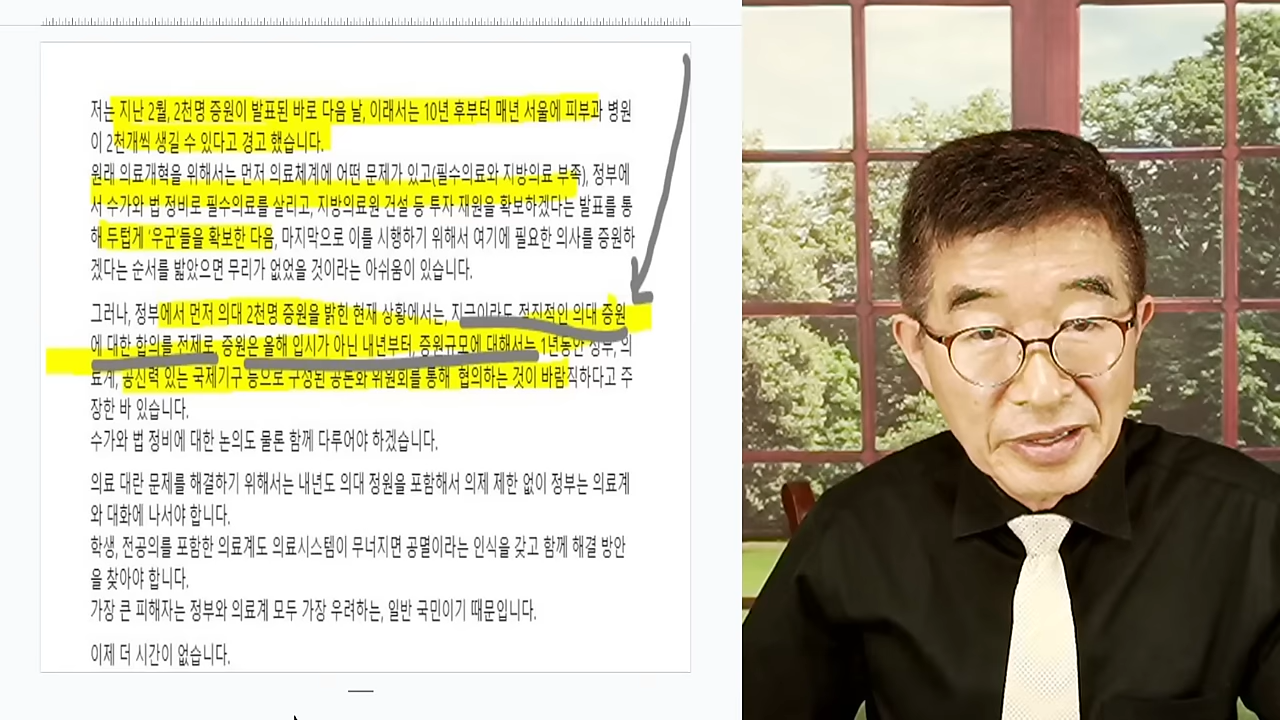 저는 지난 2월, 2천명 증원이 발표된 바로 다음 날, 이래서는 10년 후부터 매년 서울에 피부과 병원
이 2천개씩 생길 수 있다고 경고 했습니다.
원래 의료개혁을 위해서는 먼저 의료체계에 어떤 문제가 있고(필수의료와 지방의료 부족), 정부에
서 수가와 법 정비로 필수의료를 살리고, 지방의료원 건설 등 투자 재원을 확보하겠다는 발표를 통
해 두텁게 '우군'들을 확보한 다음, 마지막으로 이를 시행하기 위해서 여기에 필요한 의사를 증원하
겠다는 순서를 밟았으면 무리가 없었을 것이라는 아쉬움이 있습니다.
그러나, 정부에서 먼저 의대 2천명 증원을 밝힌 현재 상황에서는, 지금이라도 점진적인 의대 증원
에 대한 합의를 전제로, 증원은 올해 입시가 아닌 내년부터, 증원규모에 대해서는 1년동안 정부, 의
료계, 공신력 있는 국제기구 등으로 구성된 공론화 위원회를 통해 협의하는 것이 바람직하다고 주
장한 바 있습니다.
수가와 법 정비에 대한 논의도 물론 함께 다루어야 하겠습니다.
의료 대란 문제를 해결하기 위해서는 내년도 의대 정원을 포함해서 의제 제한 없이 정부는 의료계
와 대화에 나서야 합니다.
학생, 전공의를 포함한 의료계도 의료시스템이 무너지면 공멸이라는 인식을 갖고 함께 해결 방안
을 찾아야 합니다.
가장 큰 피해자는 정부와 의료계 모두 가장 우려하는, 일반 국민이기 때문입니다.
이제 더 시간이 없습니다.